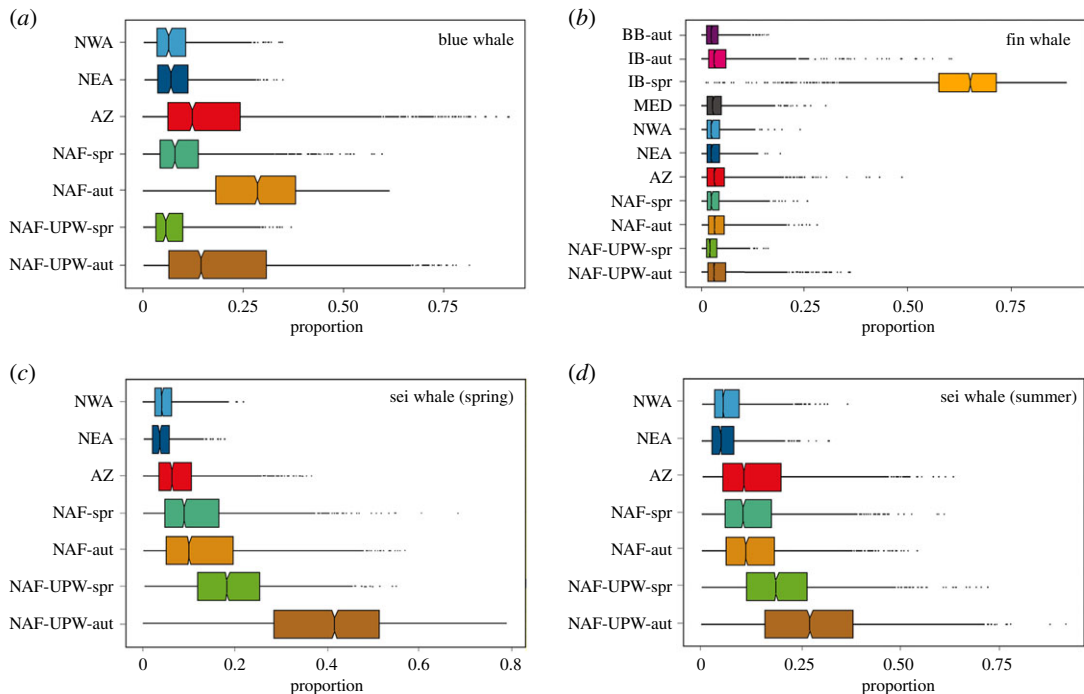 (a)
blue whale
NWA
NEA
AZ
NAF-spr
NAF-aut
NAF-UPW-spr
NAF-UPW-aut
0 0.25 0.50 0.75
proportion
(b)
fin whale
BB-aut
IB-aut
IB-spr
MED
NWA
NEA
AZ
NAF-spr
NAF-aut
NAF-UPW-spr
NAF-UPW-aut
0 0.25 0.50 0.75
proportion
(c)
sei whale (spring)
NWA
NEA
AZ
NAF-spr
NAF-aut
NAF-UPW-spr
NAF-UPW-aut
0 0.2 0.4 0.6 0.8
proportion
(d)
sei whale (summer)
NWA
NEA
AZ
NAF-spr
NAF-aut
NAF-UPW-spr
NAF-UPW-aut
0 0.25 0.50 0.75
proportion